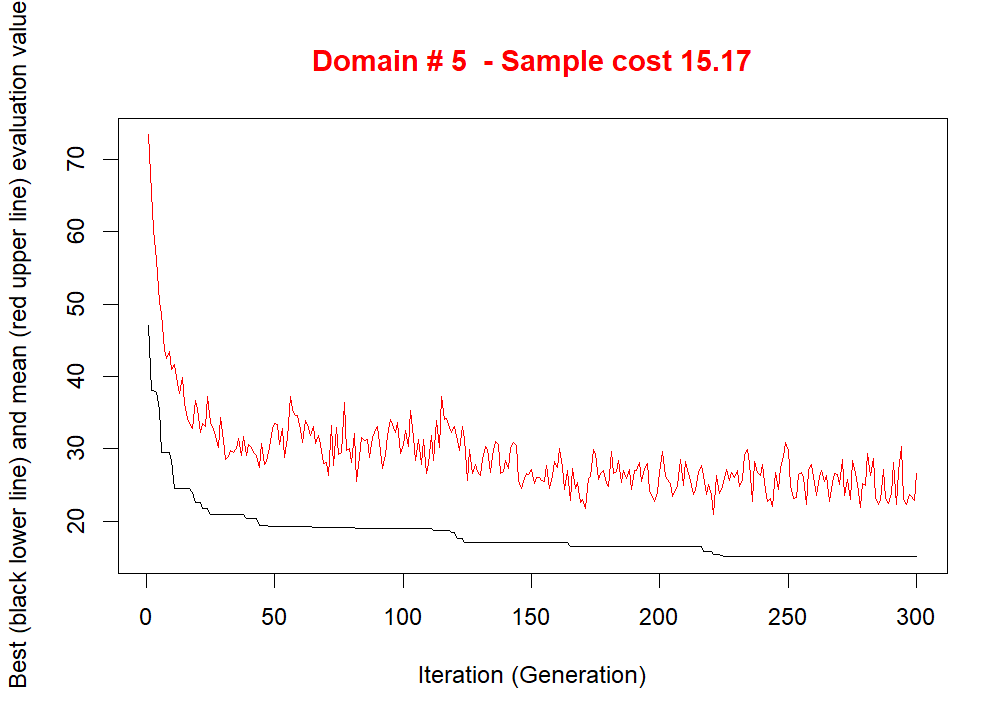 Domain # 5  - Sample cost 15.17
Best (black lower line) and mean (red upper line) evaluation value
70
60
50
40
30
20
0 50 100 150 200 250 300
Iteration (Generation)